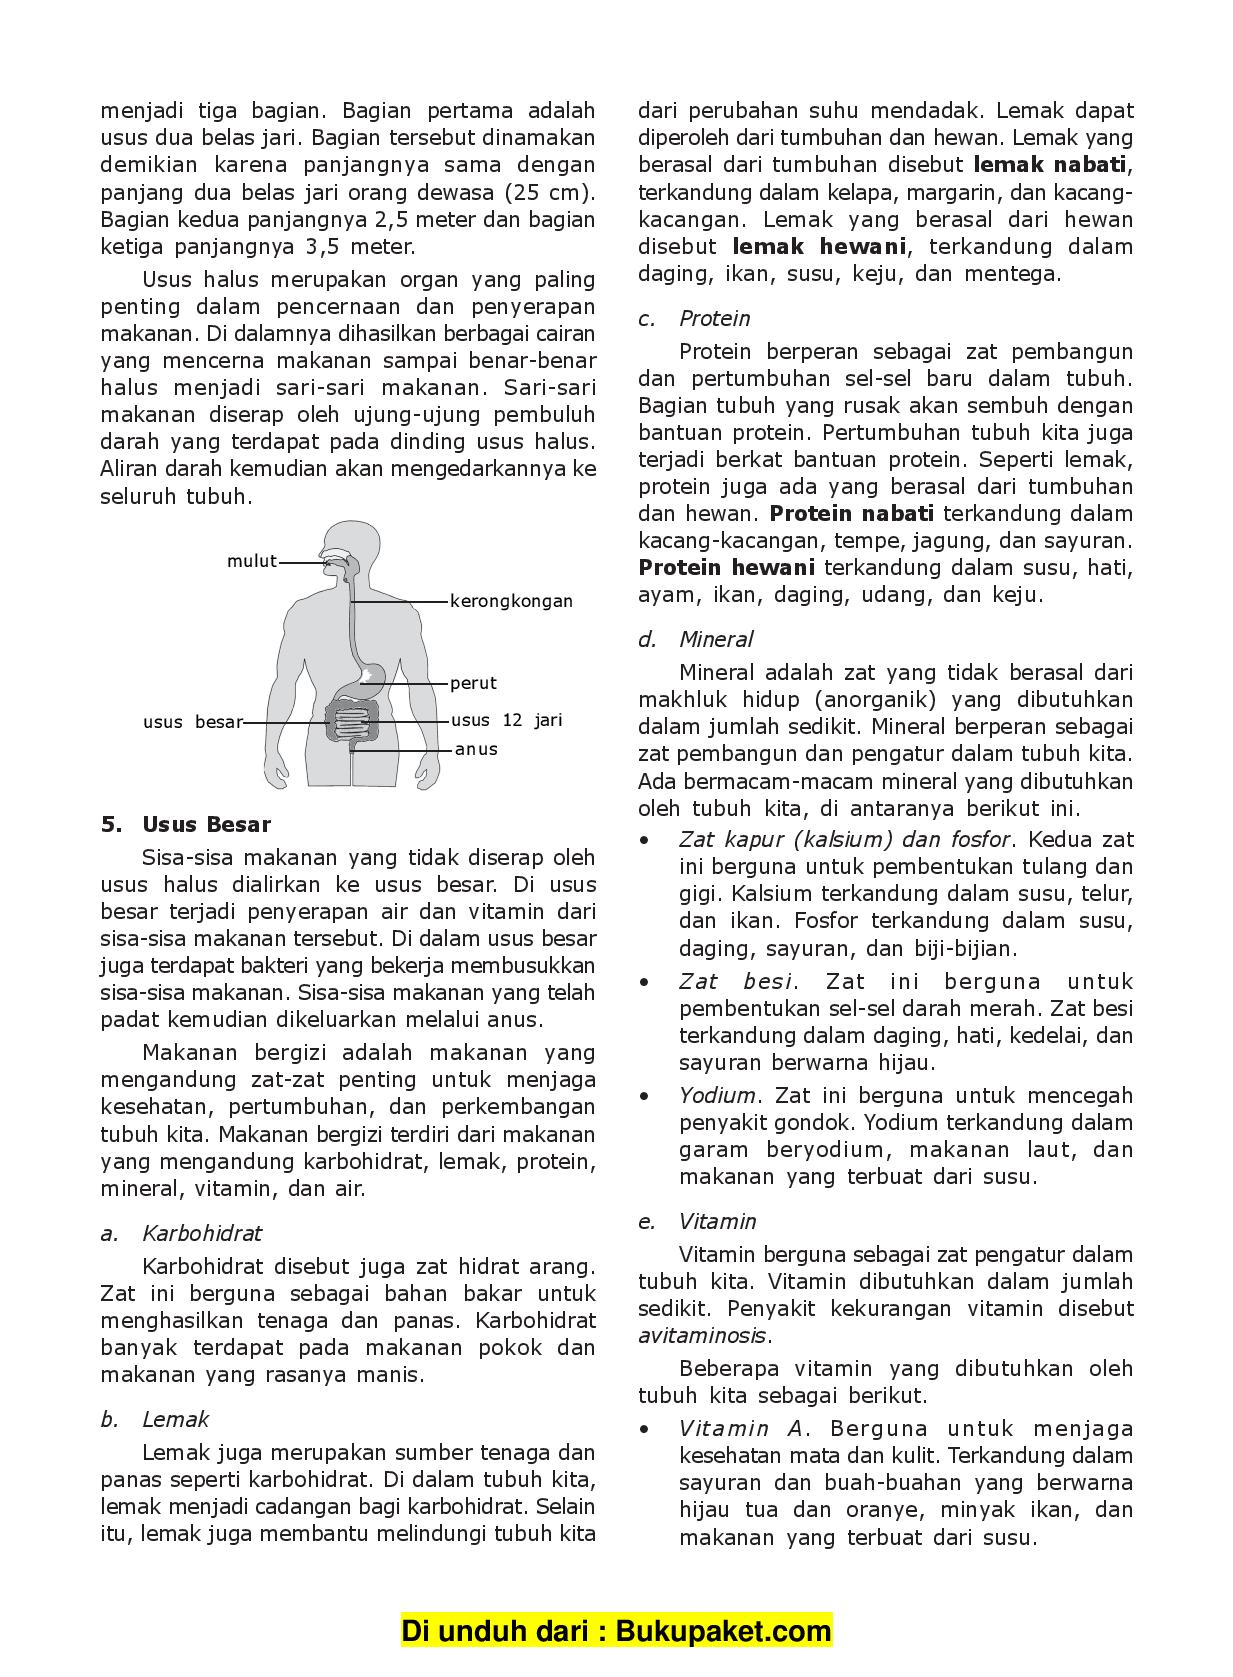 menjadi tiga bagian. Bagian pertama adalah
usus dua belas jari. Bagian tersebut dinamakan
demikian karena panjangnya sama dengan
panjang dua belas jari orang dewasa (25 cm).
Bagian kedua panjangnya 2,5 meter dan bagian
ketiga panjangnya 3,5 meter.
Usus halus merupakan organ yang paling
penting dalam pencernaan dan penyerapan
makanan. Di dalamnya dihasilkan berbagai cairan
yang mencerna makanan sampai benar-benar
halus menjadi sari-sari makanan. Sari-sari
makanan diserap oleh ujung-ujung pembuluh
darah yang terdapat pada dinding usus halus.
Aliran darah kemudian akan mengedarkannya ke
seluruh tubuh.
mulut
kerongkongan
perut
usus besar
usus 12 jari
anus
5. Usus Besar
Sisa-sisa makanan yang tidak diserap oleh
usus halus dialirkan ke usus besar. Di usus
besar terjadi penyerapan air dan vitamin dari
sisa-sisa makanan tersebut. Di dalam usus besar
juga terdapat bakteri yang bekerja membusukkan
sisa-sisa makanan. Sisa-sisa makanan yang telah
padat kemudian dikeluarkan melalui anus.
Makanan bergizi adalah makanan yang
mengandung zat-zat penting untuk menjaga
kesehatan, pertumbuhan, dan perkembangan
tubuh kita. Makanan bergizi terdiri dari makanan
yang mengandung karbohidrat, lemak, protein,
mineral, vitamin, dan air.
a. Karbohidrat
Karbohidrat disebut juga zat hidrat arang.
Zat ini berguna sebagai bahan bakar untuk
menghasilkan tenaga dan panas. Karbohidrat
banyak terdapat pada makanan pokok dan
makanan yang rasanya manis.
b. Lemak
Lemak juga merupakan sumber tenaga dan
panas seperti karbohidrat. Di dalam tubuh kita,
lemak menjadi cadangan bagi karbohidrat. Selain
itu, lemak juga membantu melindungi tubuh kita
dari perubahan suhu mendadak. Lemak dapat
diperoleh dari tumbuhan dan hewan. Lemak yang
berasal dari tumbuhan disebut lemak nabati,
terkandung dalam kelapa, margarin, dan kacang-
kacangan. Lemak yang berasal dari hewan
disebut lemak hewani, terkandung dalam
daging, ikan, susu, keju, dan mentega.
c. Protein
Protein berperan sebagai zat pembangun
dan pertumbuhan sel-sel baru dalam tubuh.
Bagian tubuh yang rusak akan sembuh dengan
bantuan protein. Pertumbuhan tubuh kita juga
terjadi berkat bantuan protein. Seperti lemak,
protein juga ada yang berasal dari tumbuhan
dan hewan. Protein nabati terkandung dalam
kacang-kacangan, tempe, jagung, dan sayuran.
Protein hewani terkandung dalam susu, hati,
ayam, ikan, daging, udang, dan keju.
d. Mineral
Mineral adalah zat yang tidak berasal dari
makhluk hidup (anorganik) yang dibutuhkan
dalam jumlah sedikit. Mineral berperan sebagai
zat pembangun dan pengatur dalam tubuh kita.
Ada bermacam-macam mineral yang dibutuhkan
oleh tubuh kita, di antaranya berikut ini.
• Zat kapur (kalsium) dan fosfor. Kedua zat
ini berguna untuk pembentukan tulang dan
gigi. Kalsium terkandung dalam susu, telur,
dan ikan. Fosfor terkandung dalam susu,
daging, sayuran, dan biji-bijian.
• Zat besi. Zat ini berguna untuk
pembentukan sel-sel darah merah. Zat besi
terkandung dalam daging, hati, kedelai, dan
sayuran berwarna hijau.
• Yodium. Zat ini berguna untuk mencegah
penyakit gondok. Yodium terkandung dalam
garam beryodium, makanan laut, dan
makanan yang terbuat dari susu.
e. Vitamin
Vitamin berguna sebagai zat pengatur dalam
tubuh kita. Vitamin dibutuhkan dalam jumlah
sedikit. Penyakit kekurangan vitamin disebut
avitaminosis.
Beberapa vitamin yang dibutuhkan oleh
tubuh kita sebagai berikut.
• Vitamin A. Berguna untuk menjaga
kesehatan mata dan kulit. Terkandung dalam
sayuran dan buah-buahan yang berwarna
hijau tua dan oranye, minyak ikan, dan
makanan yang terbuat dari susu.
Di unduh dari : Bukupaket.com